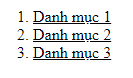 1. Danh mục 1
2. Danh mục 2
3. Danh mục 3